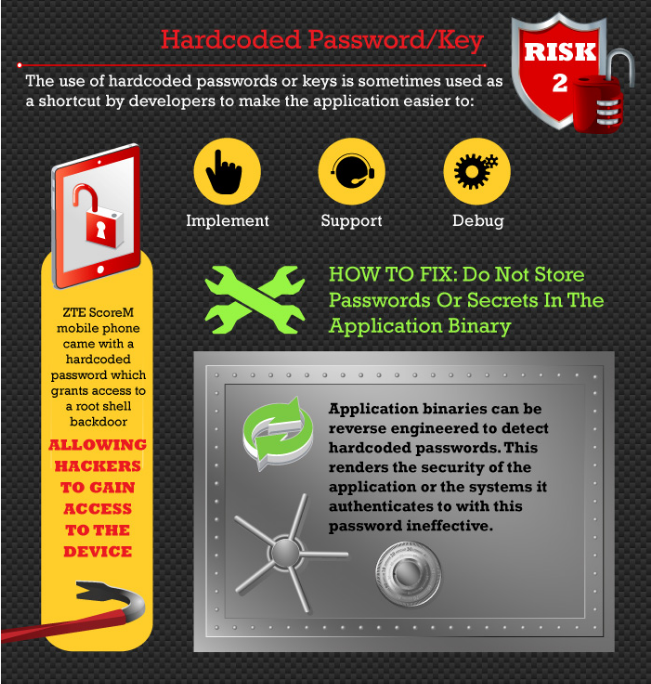 Hardcoded Password/Key
RISK
2
The use of hardcoded passwords or keys is sometimes used as
a shortcut by developers to make the application easier to:
Implement
Support
Debug
HOW TO FIX: Do Not Store
Passwords Or Secrets In The
Application Binary
ZTE ScoreM
mobile phone
came with a
hardcoded
password which
grants access to
a root shell
backdoor
ALLOWING
HACKERS
TO GAIN
ACCESS
TO THE
DEVICE
Application binaries can be
reverse engineered to detect
hardcoded passwords. This
renders the security of the
application or the systems it
authenticates to with this
password ineffective.